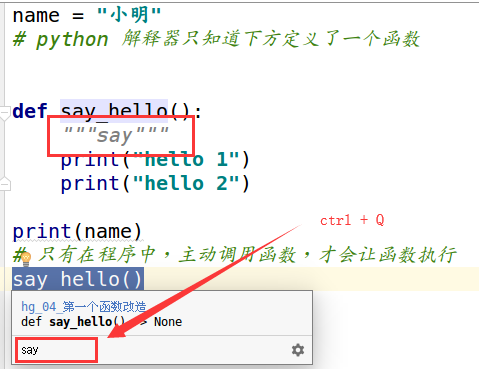 name = "小明"
# python 解释器只知道下方定义了一个函数
def say_hello():
"""say"""
print("hello 1")
print("hello 2")
print(name)
ctrl + Q
# 只有在程序中，主动调用函数，才会让函数执行
say_hello()
hg_04_第一个函数改造
def say_hello() -> None
say